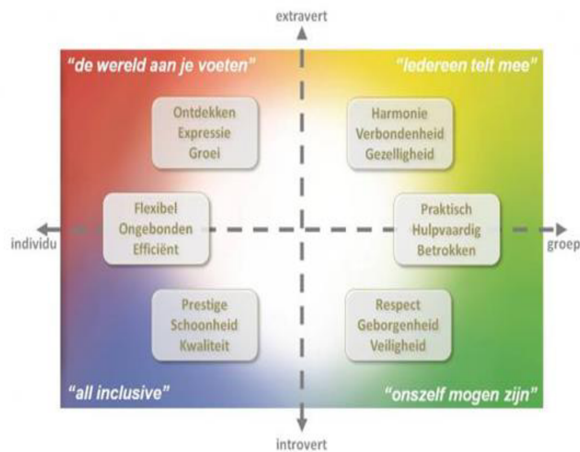 extravert
"de wereld aan je voeten"
"Iedereen telt mee"
Ontdekken
Expressie
Groei
Harmonie
Verbondenheid
Gezelligheid
Flexibel
Ongebonden
Efficiënt
Praktisch
Hulpvaardig
Betrokken
individu
groep
Prestige
Schoonheid
Kwaliteit
Respect
Geborgenheid
Veiligheid
"all inclusive"
"onszelf mogen zijn"
introvert